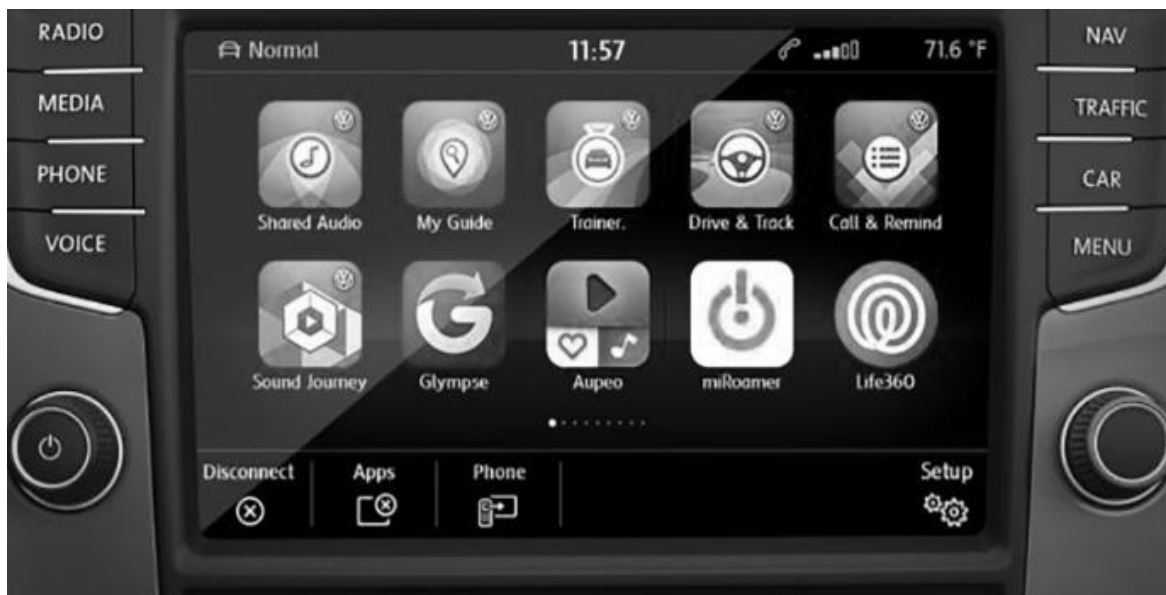 RADIO
MEDIA
PHONE
VOICE
Normal 11:57 71.6 °F
Shared Audio My Guide Trainer. Drive & Track Call & Remind
Sound Journey Glympse Aupeo miRoamer Life360
Disconnect Apps Phone Setup
NAV
TRAFFIC
CAR
MENU